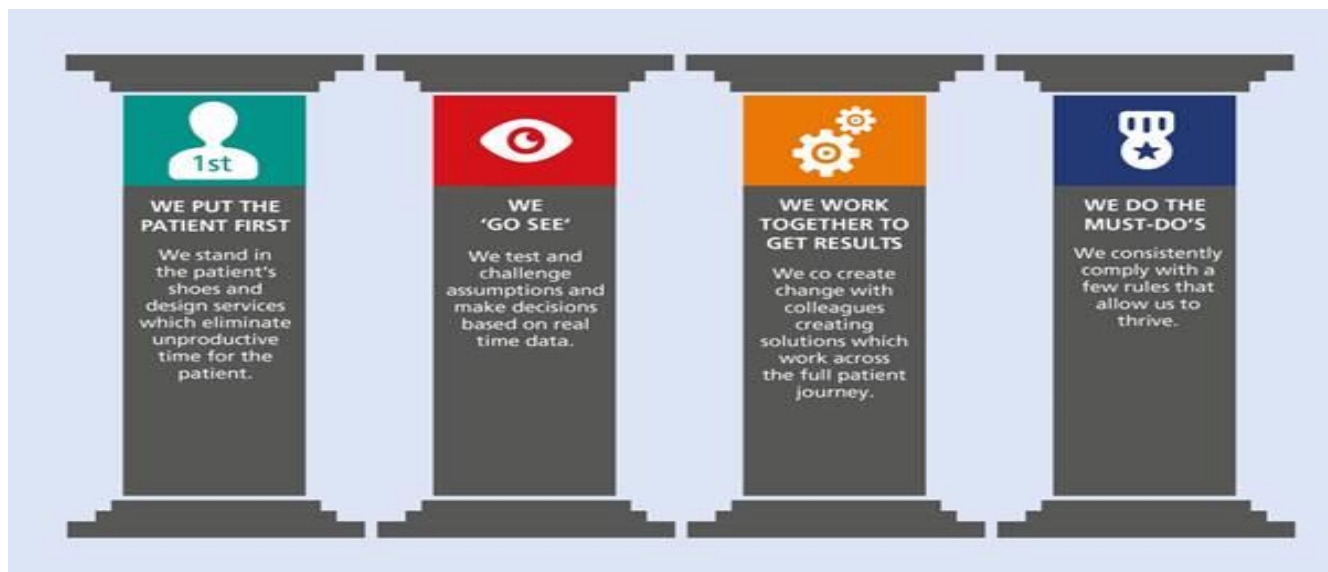 1st
WE PUT THE
PATIENT FIRST
We stand in
the patient's
shoes and
design services
which eliminate
unproductive
time for the
patient.
WE
‘GO SEE’
We test and
challenge
assumptions and
make decisions
based on real
time data.
WE WORK
TOGETHER TO
GET RESULTS
We co create
change with
colleagues
creating
solutions which
work across
the full patient
journey.
WE DO THE
MUST-DO'S
We consistently
comply with a
few rules that
allow us to
thrive.